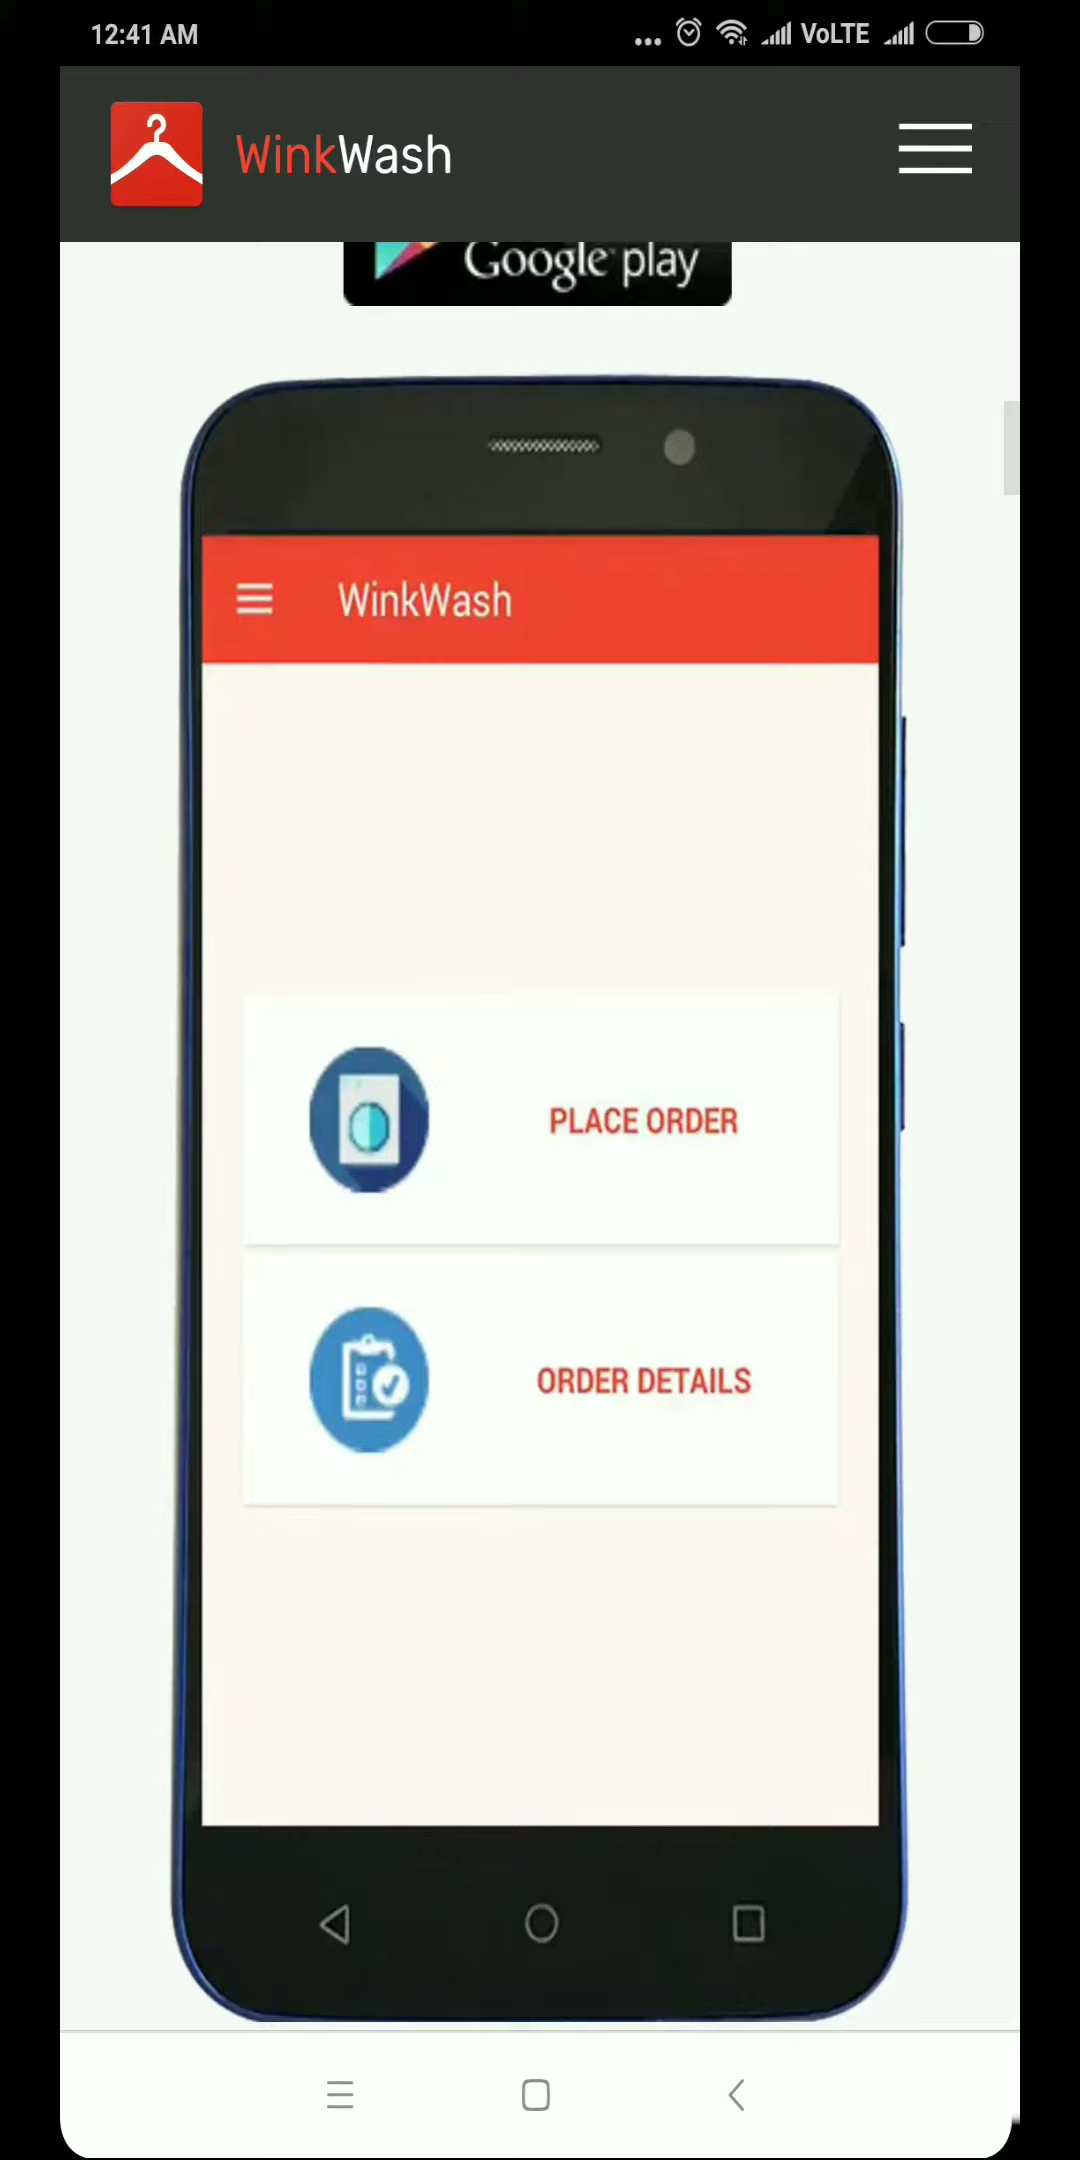 12:41 AM
VoLTE
WinkWash
Google play
WinkWash
PLACE ORDER
ORDER DETAILS